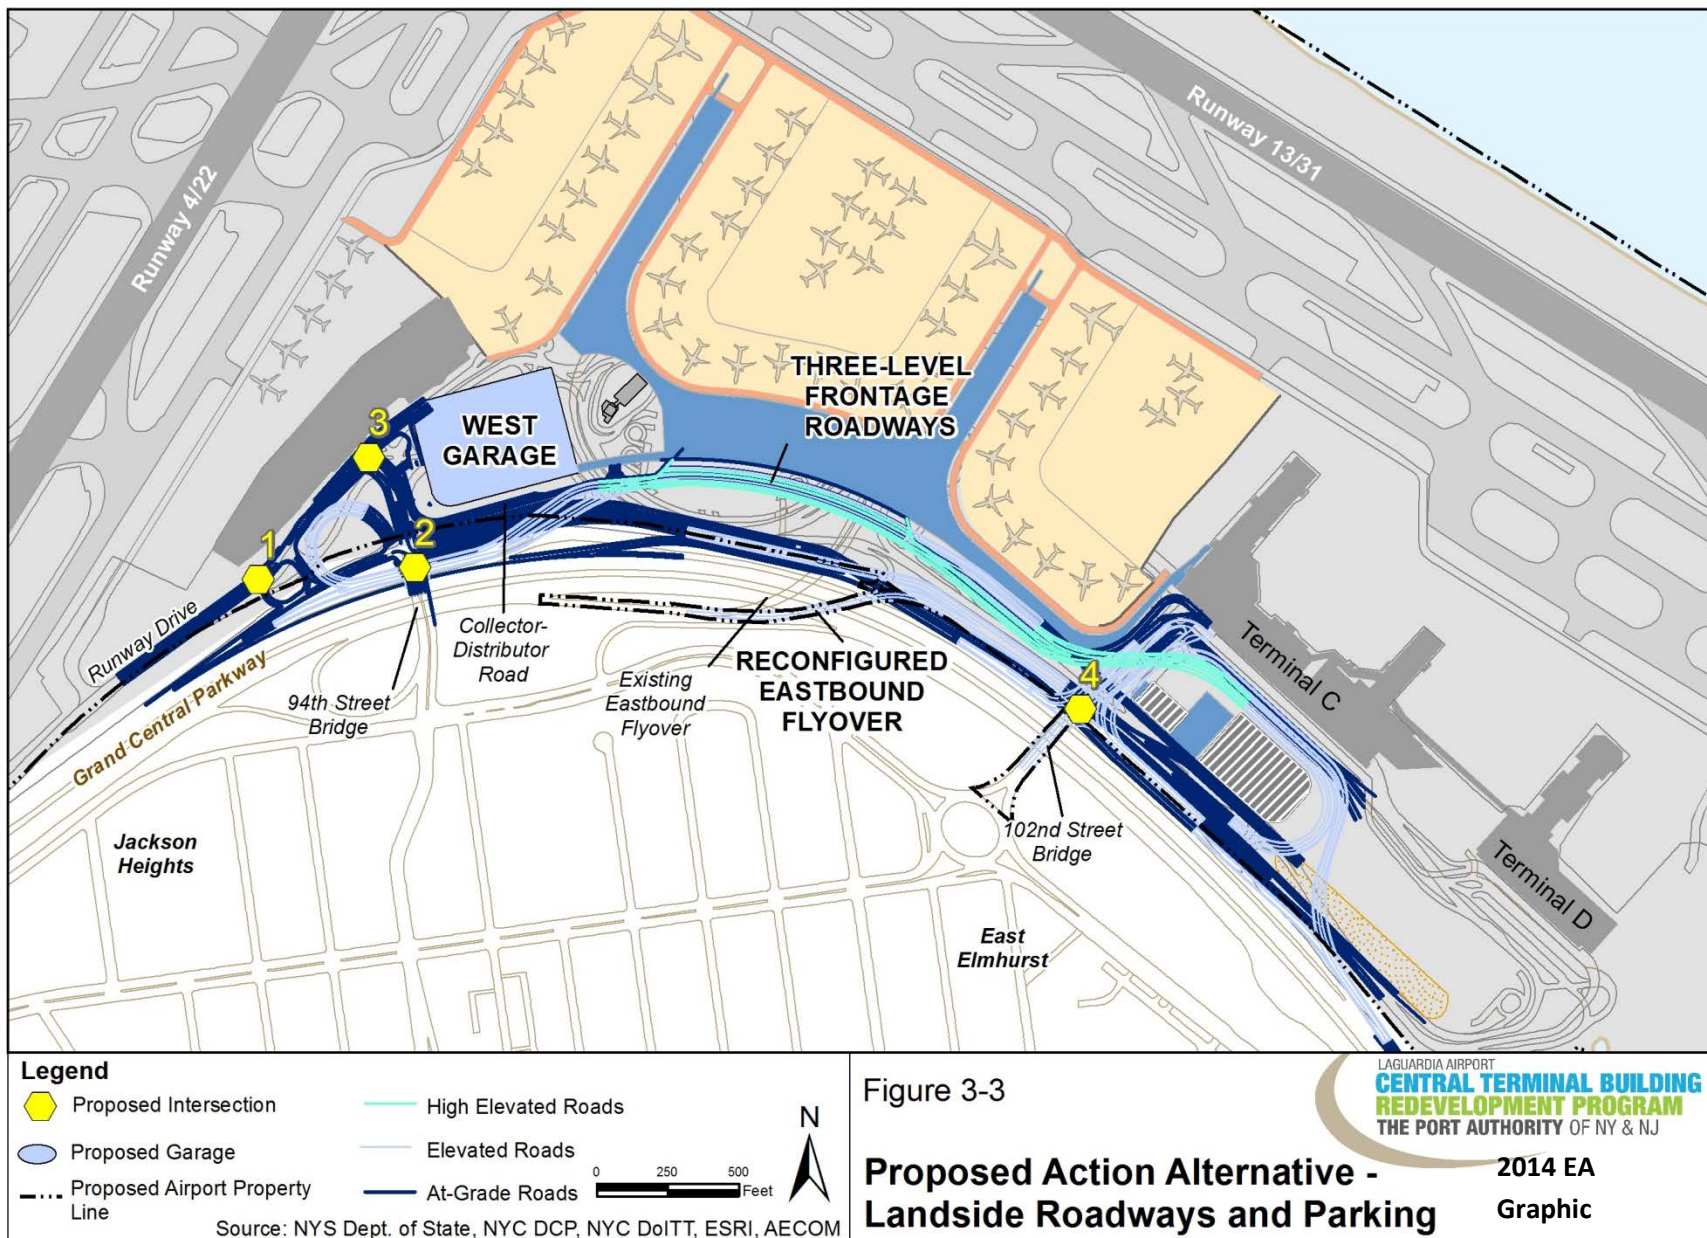 Runway 4/22
Runway 13/31
THREE-LEVEL
FRONTAGE
ROADWAYS
WEST
GARAGE
3
1
2
4
Runway Drive
Grand Central Parkway
94th Street
Bridge
Collector-
Distributor
Road
Existing
Eastbound
Flyover
RECONFIGURED
EASTBOUND
FLYOVER
102nd Street
Bridge
Terminal C
Terminal D
Jackson
Heights
East
Elmhurst
Legend
Proposed Intersection
Proposed Garage
Proposed Airport Property
Line
High Elevated Roads
Elevated Roads
At-Grade Roads
0 250 500
Feet
N
Source: NYS Dept. of State, NYC DCP, NYC DoITT, ESRI, AECOM
Figure 3-3
Proposed Action Alternative -
Landside Roadways and Parking
LAGUARDIA AIRPORT
CENTRAL TERMINAL BUILDING
REDEVELOPMENT PROGRAM
THE PORT AUTHORITY OF NY & NJ
2014 EA
Graphic